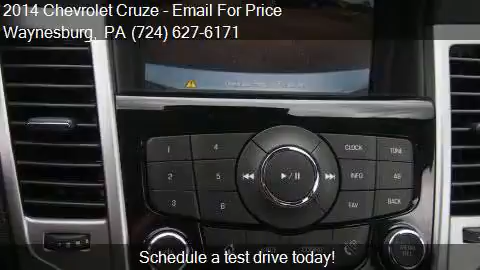 2014 Chevrolet Cruze - Email For Price
Waynesburg, PA (724) 627-6171
1 4 CLOCK TONE
2 5 INFO AS
3 6 FAV BACK
Schedule a test drive today!